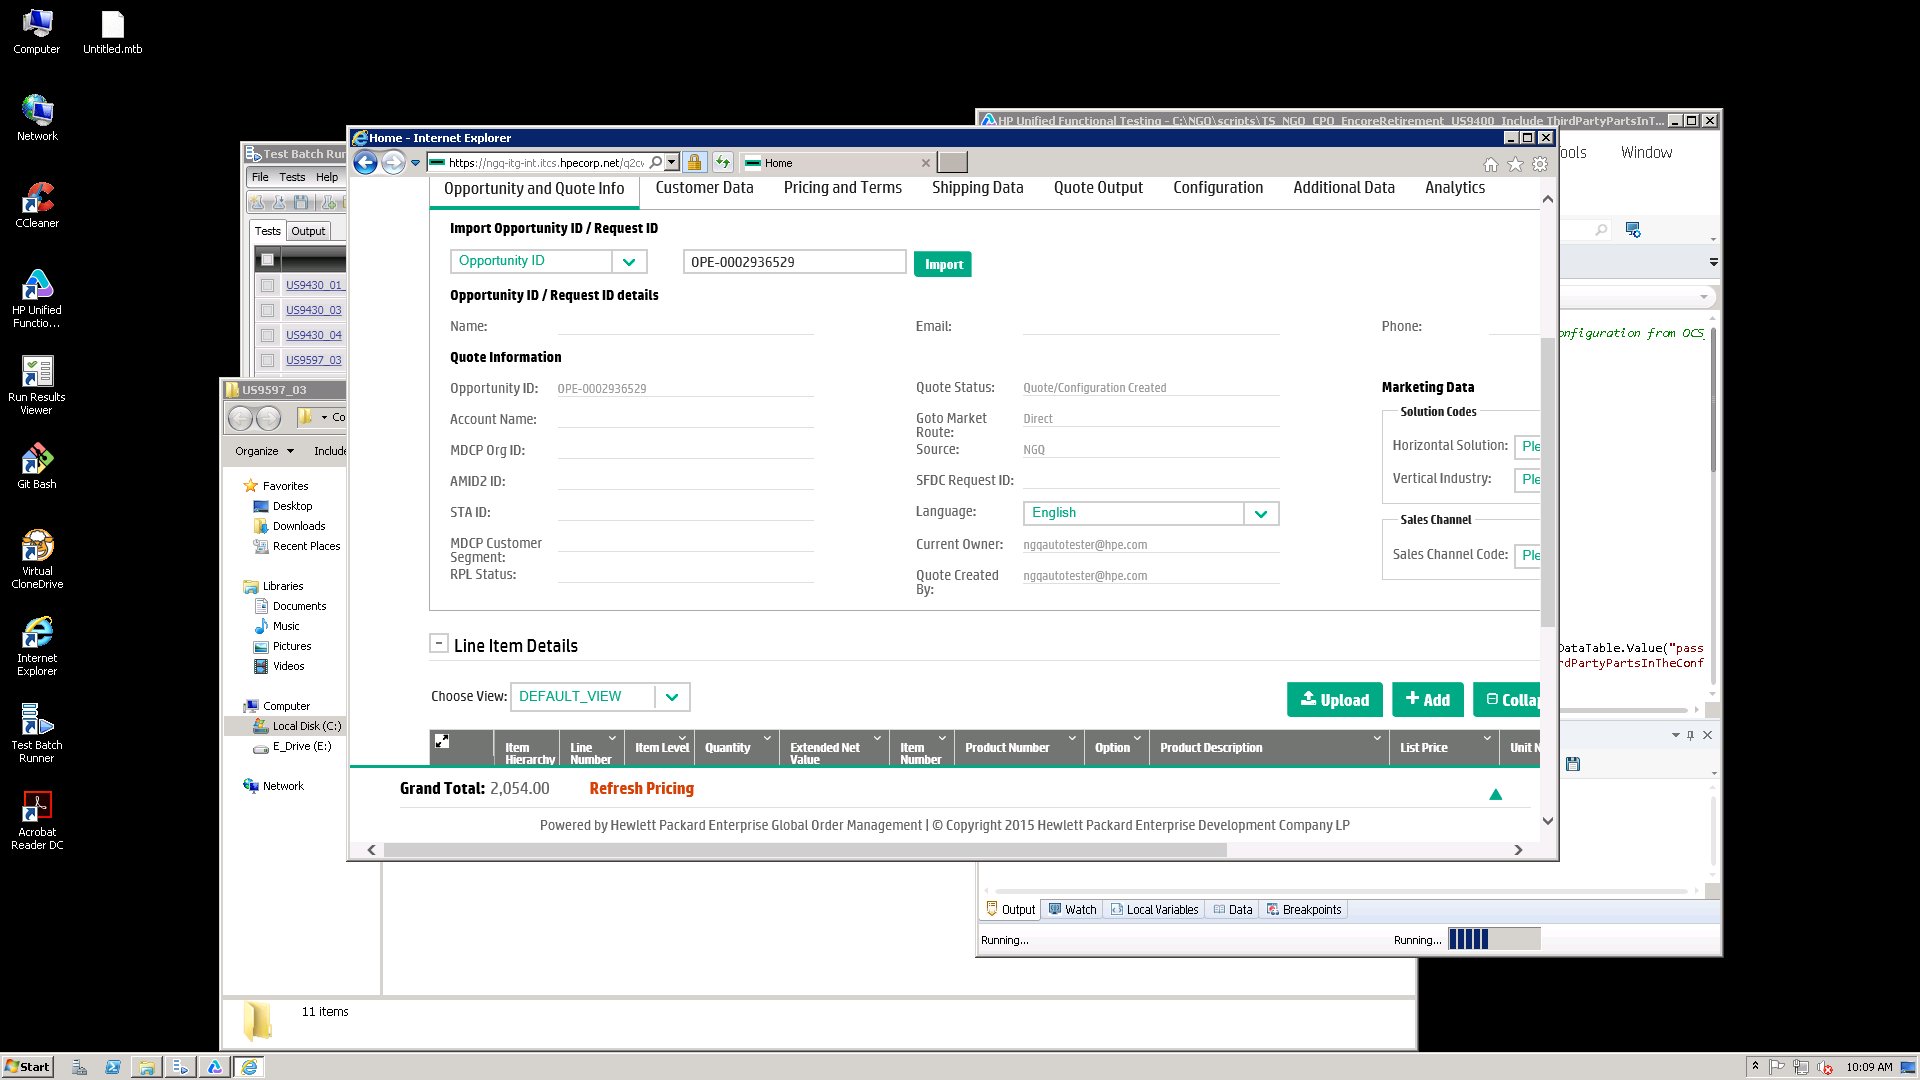 Computer
Untitled.mtb
Network
CCleaner
HP Unified
Functio...
Run Results
Viewer
Git Bash
Virtual
CloneDrive
Internet
Explorer
Test Batch
Runner
Acrobat
Reader DC
Test Batch Run
File Tests Help
Tests Output
US9430_01_
US9430_03
US9430_04
US9597_03
US9597_03
Co
Organize Include
Favorites
Desktop
Downloads
Recent Places
Libraries
Documents
Music
Pictures
Videos
Computer
Local Disk (C:)
E_Drive (E:)
Network
11 items
Home - Internet Explorer
https://ngq-itg-int.itcs.hpecorp.net/q2c
Home
Opportunity and Quote Info Customer Data Pricing and Terms Shipping Data Quote Output Configuration Additional Data Analytics
Import Opportunity ID / Request ID
Opportunity ID OPE-0002936529 Import
Opportunity ID / Request ID details
Name: Email: Phone:
Quote Information
Opportunity ID: OPE-0002936529 Quote Status: Quote/Configuration Created Marketing Data
Account Name: Goto Market Route: Direct Solution Codes
MDCP Org ID: Source: NGQ Horizontal Solution: Ple
AMID2 ID: SFDC Request ID: Vertical Industry: Ple
STA ID: Language: English Sales Channel
MDCP Customer Segment: Current Owner: ngqautotester@hpe.com Sales Channel Code: Ple
RPL Status: Quote Created By: ngqautotester@hpe.com
- Line Item Details
Choose View: DEFAULT_VIEW Upload + Add Collap
Item Hierarchy Line Number Item Level Quantity Extended Net Value Item Number Product Number Option Product Description List Price Unit N
Grand Total: 2,054.00 Refresh Pricing
Powered by Hewlett Packard Enterprise Global Order Management | © Copyright 2015 Hewlett Packard Enterprise Development Company LP
HP Unified Functional Testing - C:\NGQ\scripts\TS_NGQ_CPQ_EncoreRetirement_US9400_Include ThirdPartyPartsInT...
ools Window
onfiguration from OCS_
DataTable.Value("pass
rdPartyPartsInTheConf
Output Watch Local Variables Data Breakpoints
Running... Running...
Start
10:09 AM